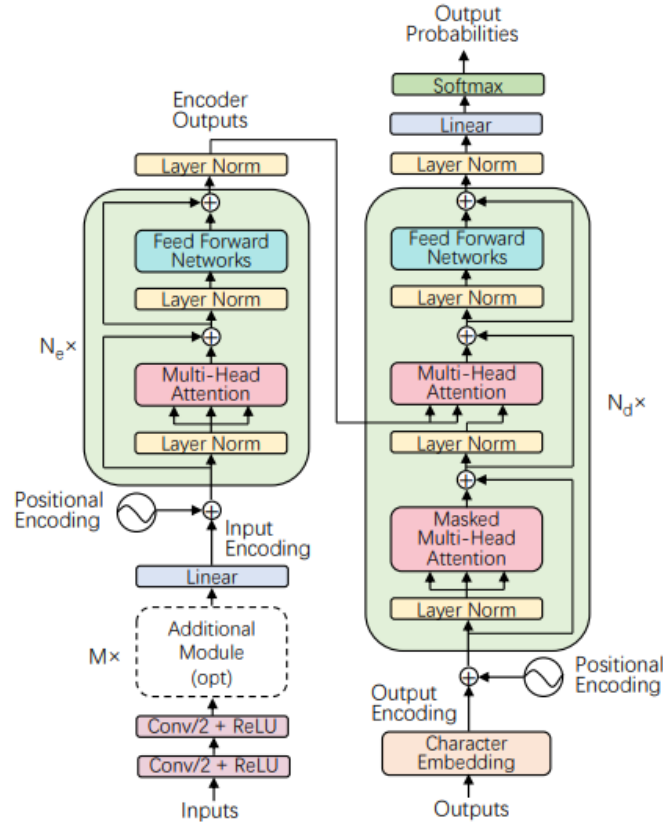 Output
Probabilities
Softmax
Linear
Layer Norm
Feed Forward
Networks
Layer Norm
Multi-Head
Attention
Layer Norm
Masked
Multi-Head
Attention
Layer Norm
N_d×
Positional
Encoding
Output
Encoding
Character
Embedding
Outputs
Encoder
Outputs
Layer Norm
Feed Forward
Networks
Layer Norm
Multi-Head
Attention
Layer Norm
N_e×
Positional
Encoding
Input
Encoding
Linear
Additional
Module
(opt)
M×
Conv/2 + ReLU
Conv/2 + ReLU
Inputs